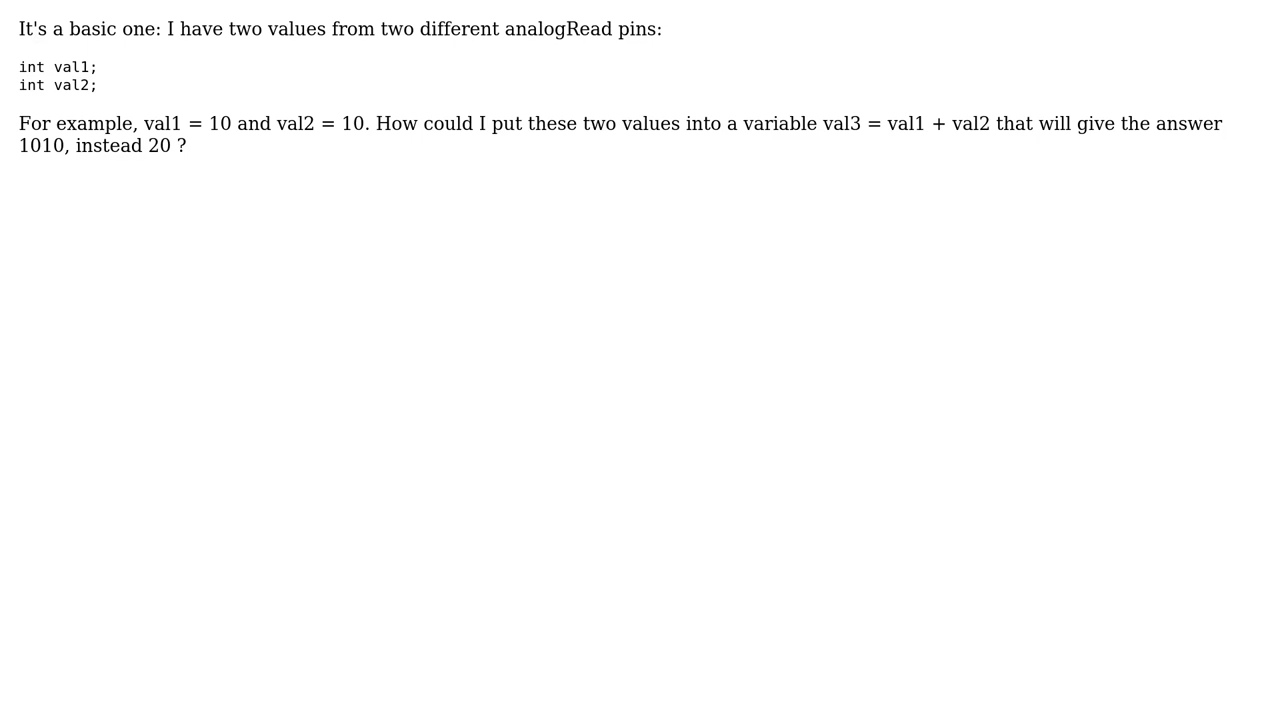 It's a basic one: I have two values from two different analogRead pins:
int val1;
int val2;
For example, val1 = 10 and val2 = 10. How could I put these two values into a variable val3 = val1 + val2 that will give the answer
1010, instead 20 ?